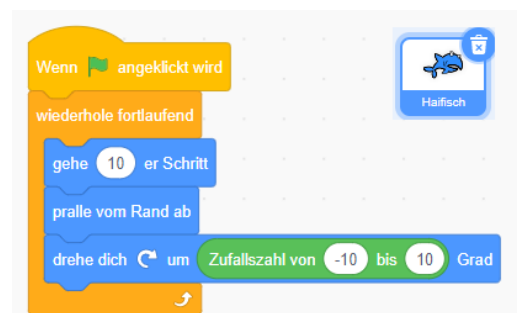 Wenn angeklickt wird
wiederhole fortlaufend
gehe 10 er Schritt
pralle vom Rand ab
drehe dich um Zufallszahl von -10 bis 10 Grad
Haifisch